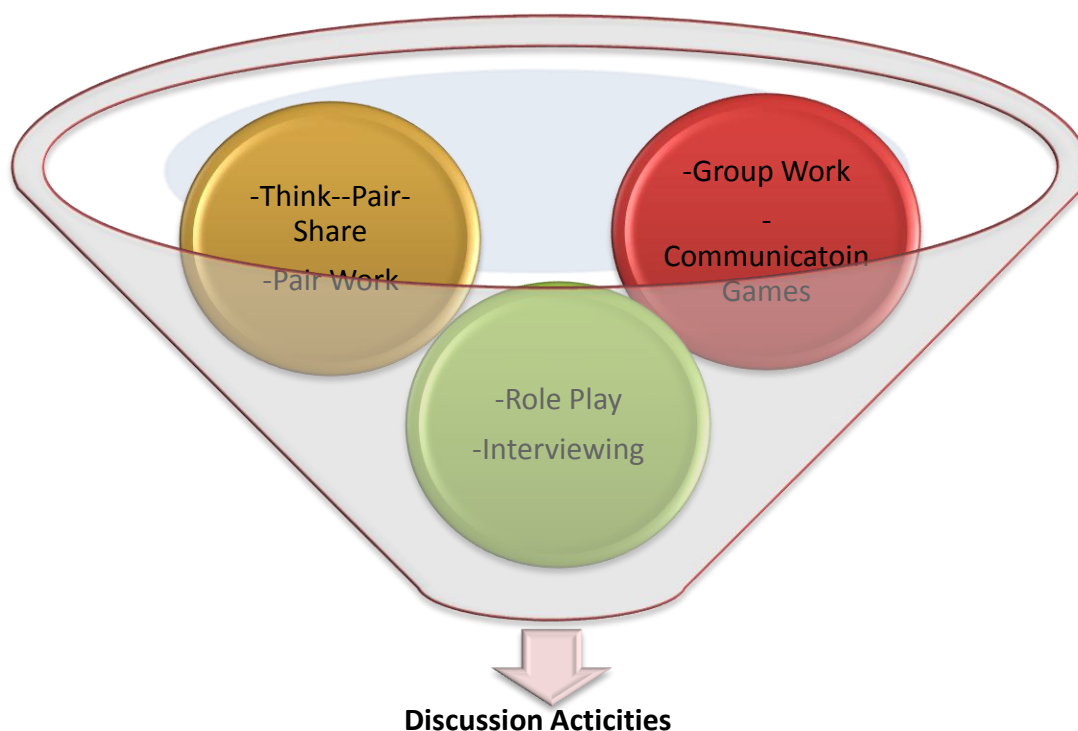 -Think--Pair-
Share
-Pair Work
-Group Work
-
Communicatoin
Games
-Role Play
-Interviewing
Discussion Acticities